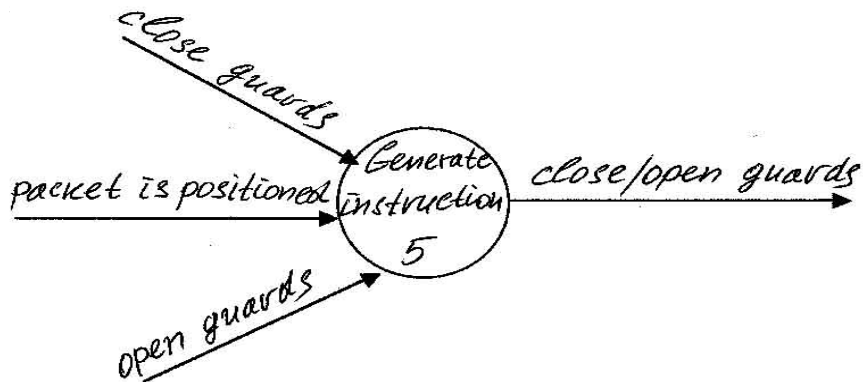 close guards
packet is positioned
open guards
Generate
instruction
5
close/open guards